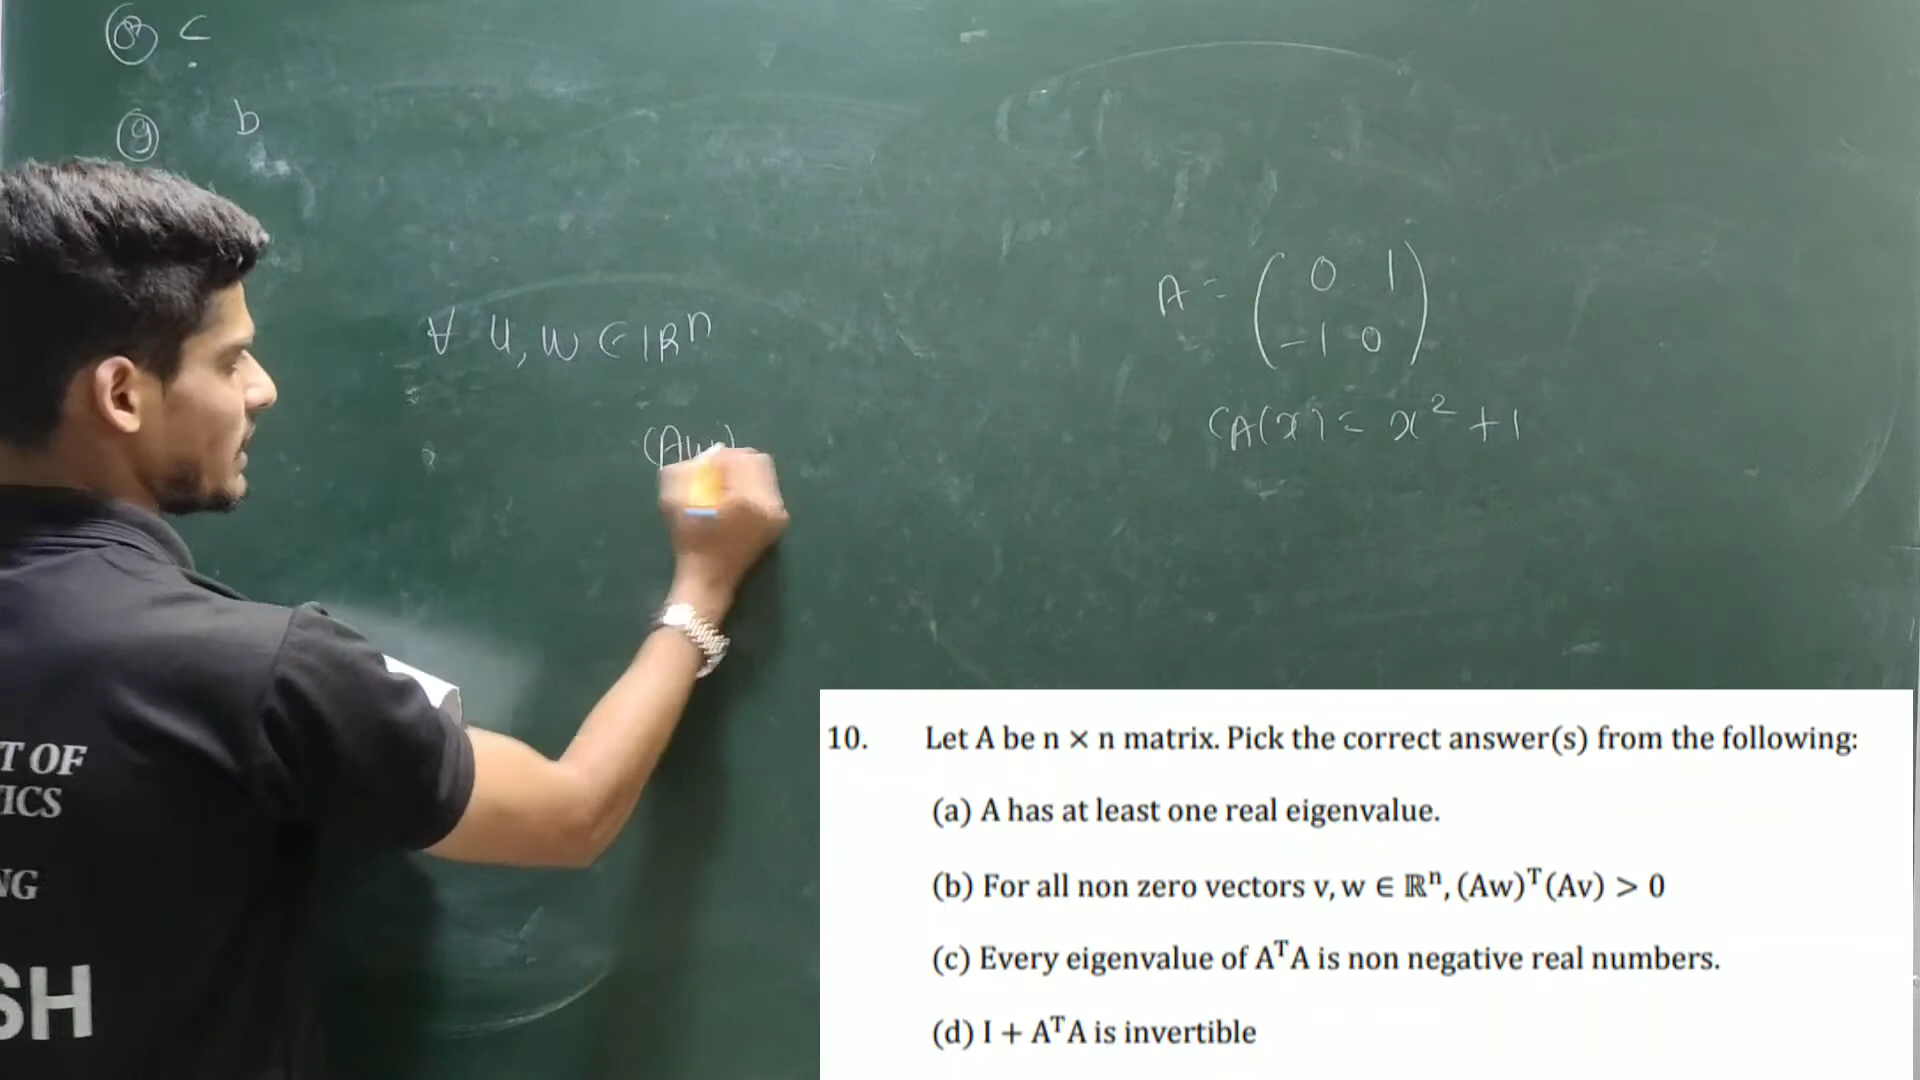 8 c
9 b
∀ u, w ∈ ℝⁿ
(Aw)
A = ( 0 1
-1 0 )
C_A(x) = x² + 1
T OF
ICS
NG
SH
10. Let A be n × n matrix. Pick the correct answer(s) from the following:
(a) A has at least one real eigenvalue.
(b) For all non zero vectors v, w ∈ ℝⁿ, (Aw)ᵀ(Av) > 0
(c) Every eigenvalue of AᵀA is non negative real numbers.
(d) I + AᵀA is invertible